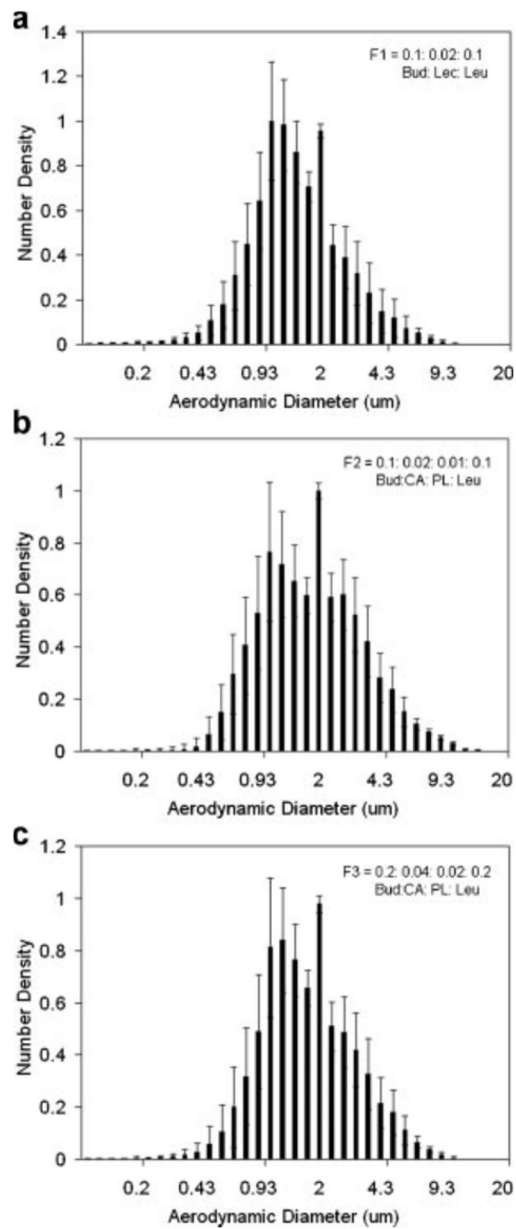 a
1.4
F1 = 0.1: 0.02: 0.1
Bud: Lec: Leu
1.2
1
0.8
0.6
0.4
0.2
0
Number Density
0.2 0.43 0.93 2 4.3 9.3 20
Aerodynamic Diameter (um)
b
1.2
F2 = 0.1: 0.02: 0.01: 0.1
Bud:CA: PL: Leu
1
0.8
0.6
0.4
0.2
0
Number Density
0.2 0.43 0.93 2 4.3 9.3 20
Aerodynamic Diameter (um)
c
1.2
F3 = 0.2: 0.04: 0.02: 0.2
Bud:CA: PL: Leu
1
0.8
0.6
0.4
0.2
0
Number Density
0.2 0.43 0.93 2 4.3 9.3 20
Aerodynamic Diameter (um)